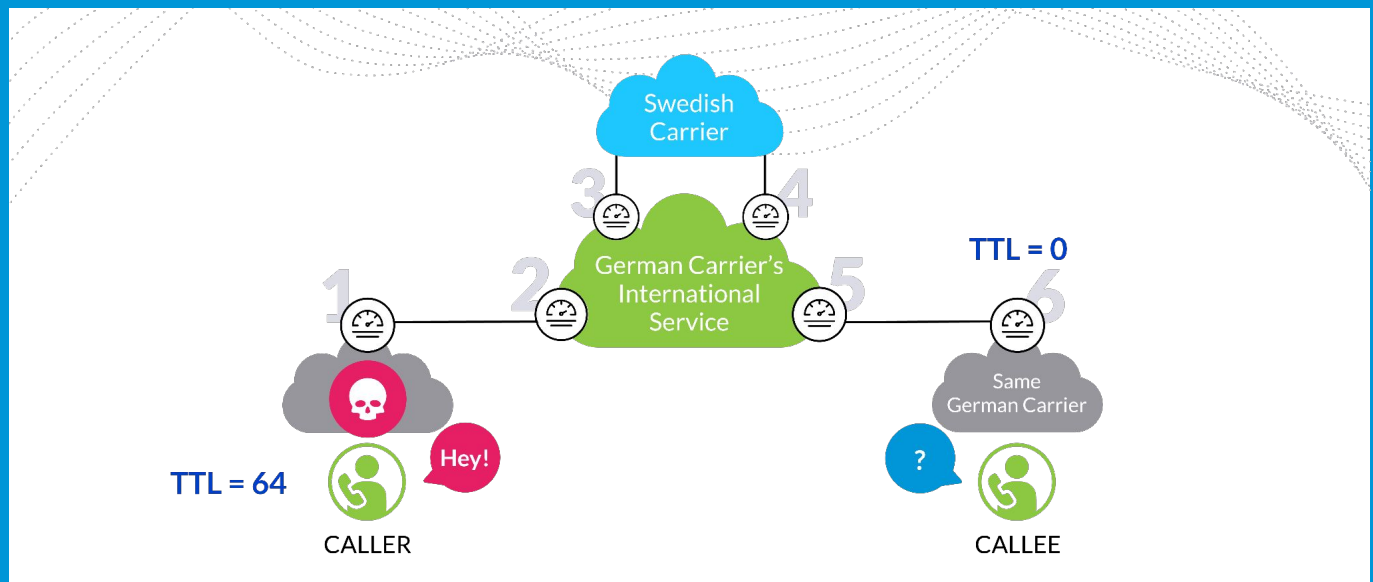 Swedish
Carrier
3
4
German Carrier's
International
Service
TTL = 0
1
2
5
6
Same
German Carrier
Hey!
?
TTL = 64
CALLER
CALLEE